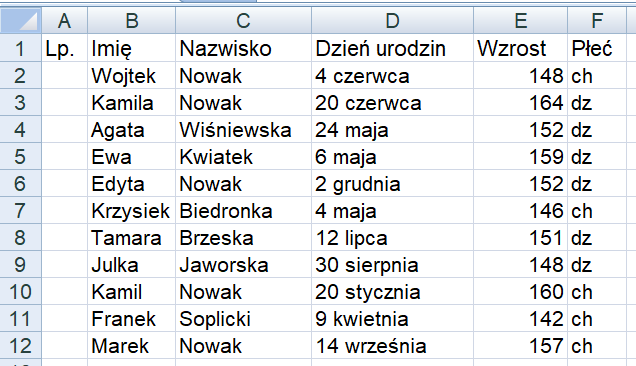 A B C D E F
1 Lp. Imię Nazwisko Dzień urodzin Wzrost Płeć
2 Wojtek Nowak 4 czerwca 148 ch
3 Kamila Nowak 20 czerwca 164 dz
4 Agata Wiśniewska 24 maja 152 dz
5 Ewa Kwiatek 6 maja 159 dz
6 Edyta Nowak 2 grudnia 152 dz
7 Krzysiek Biedronka 4 maja 146 ch
8 Tamara Brzeska 12 lipca 151 dz
9 Julka Jaworska 30 sierpnia 148 dz
10 Kamil Nowak 20 stycznia 160 ch
11 Franek Soplicki 9 kwietnia 142 ch
12 Marek Nowak 14 września 157 ch